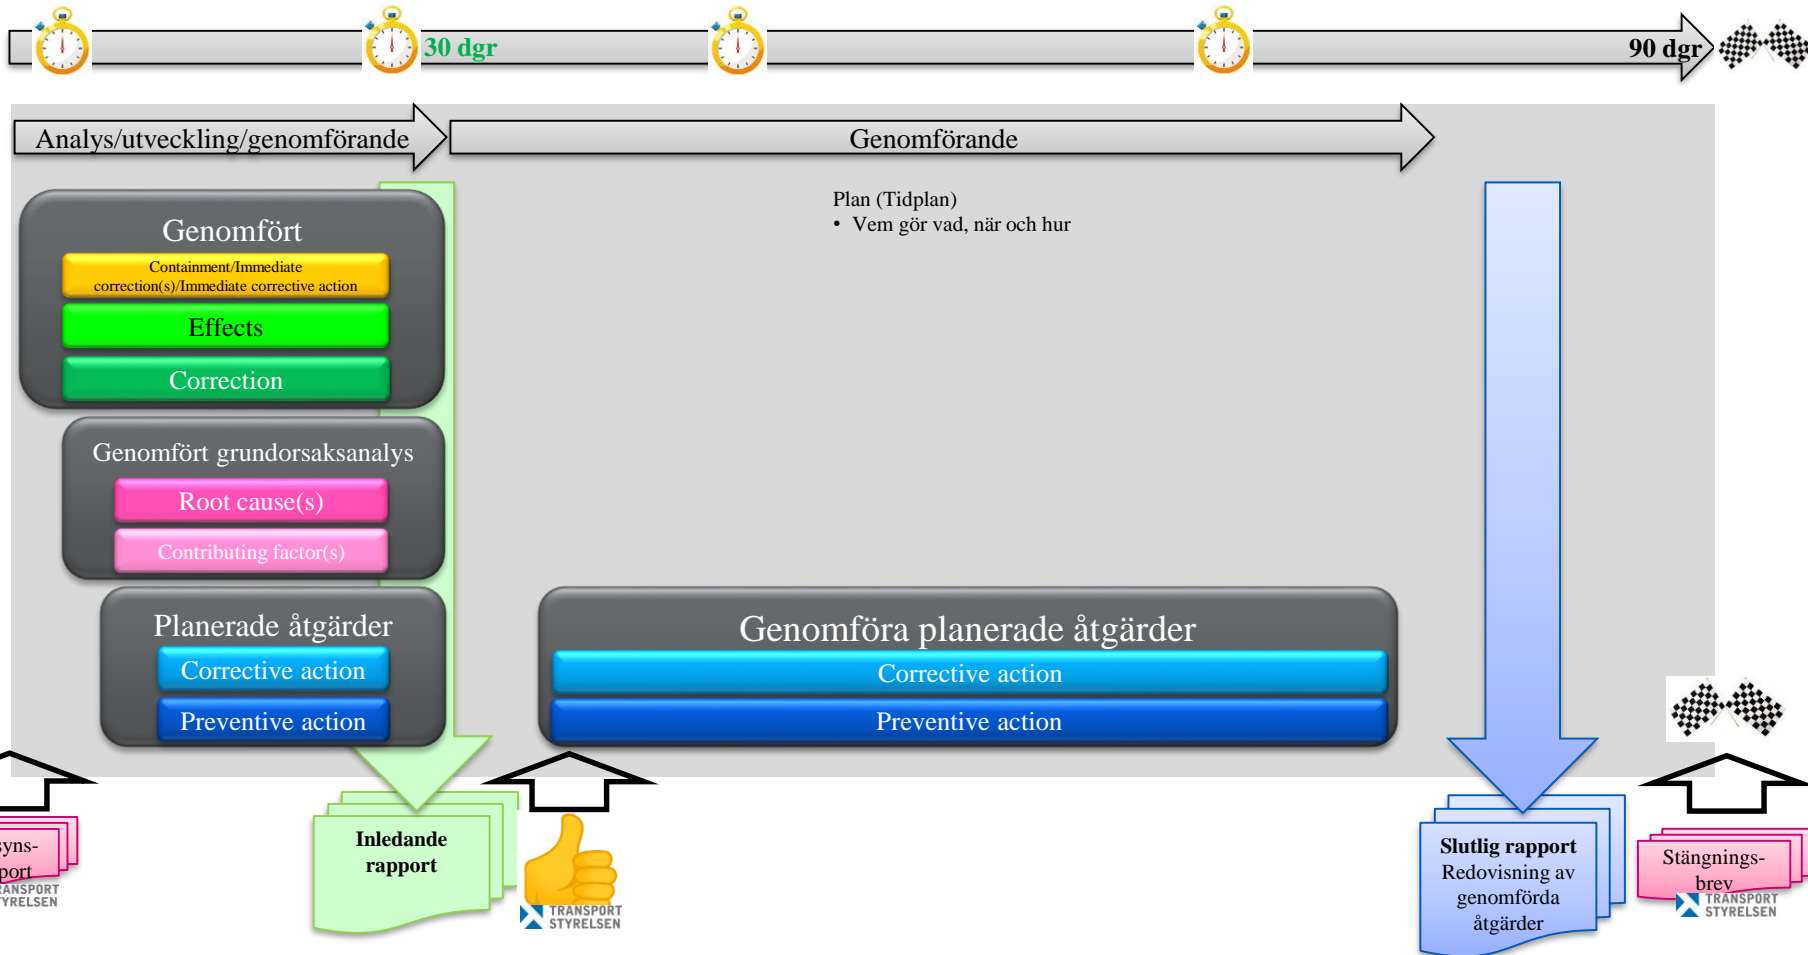 30 dgr
90 dgr
Analys/utveckling/genomförande
Genomförande
Plan (Tidplan)
• Vem gör vad, när och hur
Genomfört
Containment/Immediate
correction(s)/Immediate corrective action
Effects
Correction
Genomfört grundorsaksanalys
Root cause(s)
Contributing factor(s)
Planerade åtgärder
Corrective action
Preventive action
Genomföra planerade åtgärder
Corrective action
Preventive action
Inledande
rapport
TRANSPORT
STYRELSEN
Slutlig rapport
Redovisning av
genomförda
åtgärder
Stängnings-
brev
TRANSPORT
STYRELSEN